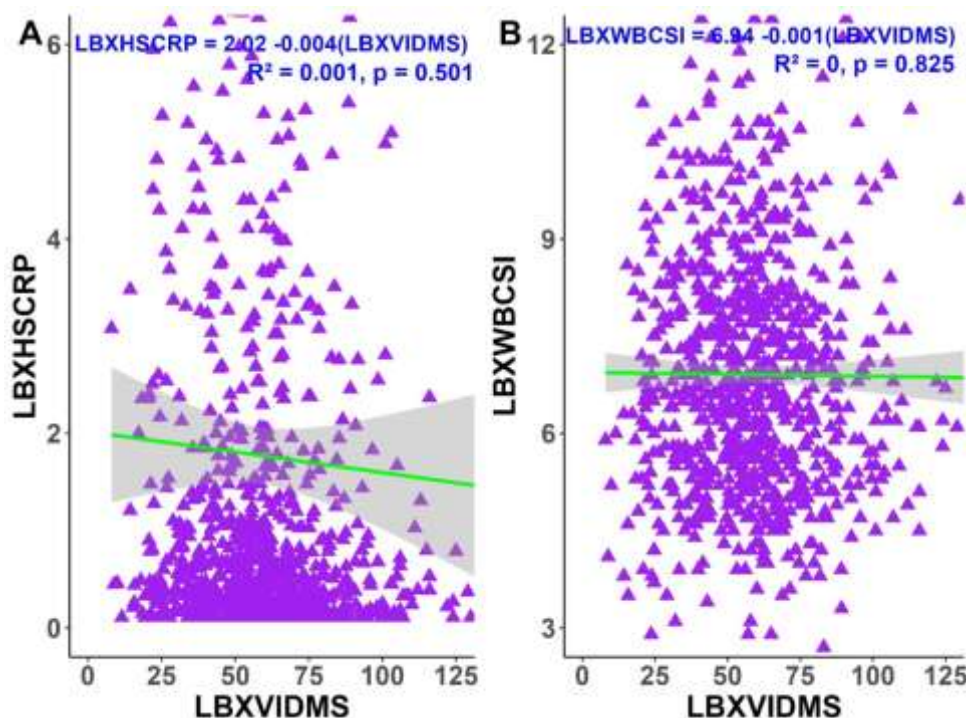 A
LBXHSCRP = 2.02 -0.004(LBXVIDMS)
R² = 0.001, p = 0.501
6
4
2
0
LBXHSCRP
0 25 50 75 100 125
LBXVIDMS
B
LBXWBCSI = 6.94 -0.001(LBXVIDMS)
R² = 0, p = 0.825
12
9
6
3
LBXWBCSI
0 25 50 75 100 125
LBXVIDMS